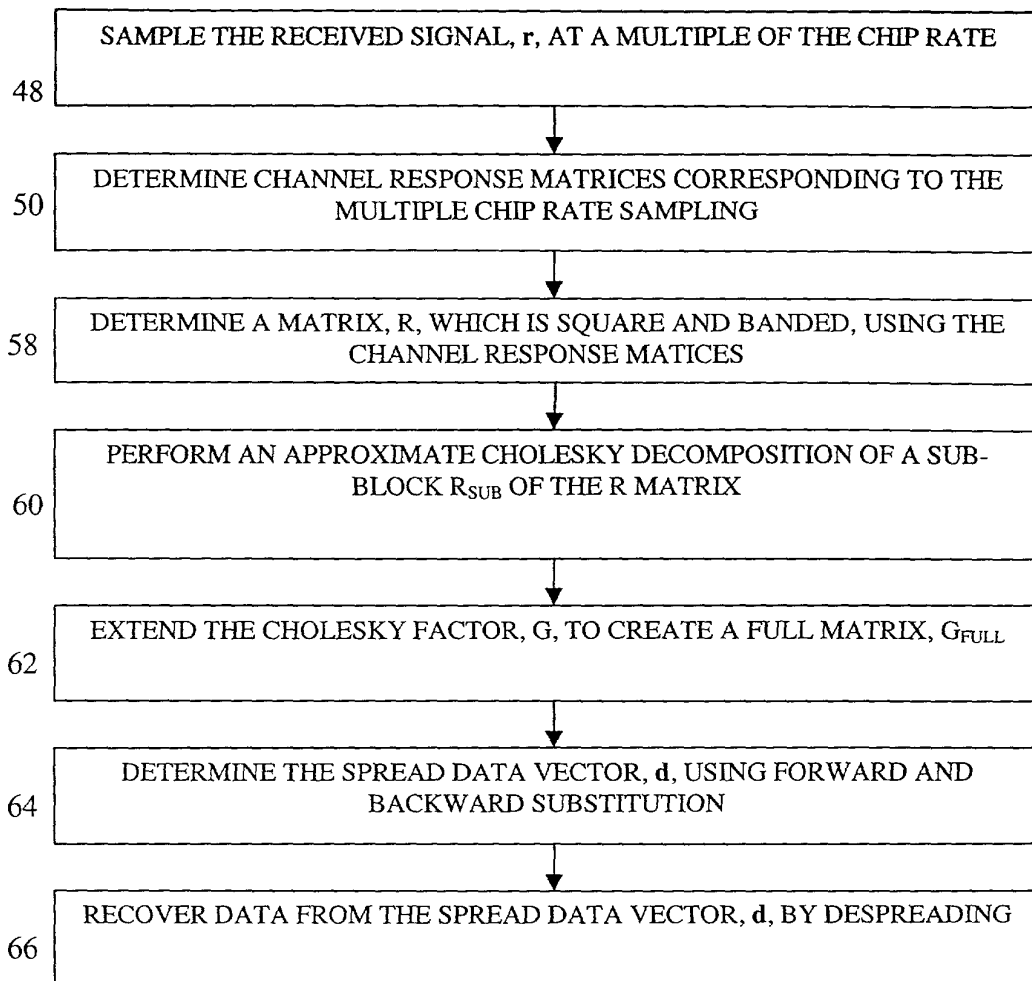 SAMPLE THE RECEIVED SIGNAL, r, AT A MULTIPLE OF THE CHIP RATE
48
DETERMINE CHANNEL RESPONSE MATRICES CORRESPONDING TO THE
MULTIPLE CHIP RATE SAMPLING
50
DETERMINE A MATRIX, R, WHICH IS SQUARE AND BANDED, USING THE
CHANNEL RESPONSE MATICES
58
PERFORM AN APPROXIMATE CHOLESKY DECOMPOSITION OF A SUB-
BLOCK RSUB OF THE R MATRIX
60
EXTEND THE CHOLESKY FACTOR, G, TO CREATE A FULL MATRIX, GFULL
62
DETERMINE THE SPREAD DATA VECTOR, d, USING FORWARD AND
BACKWARD SUBSTITUTION
64
RECOVER DATA FROM THE SPREAD DATA VECTOR, d, BY DESPREADING
66